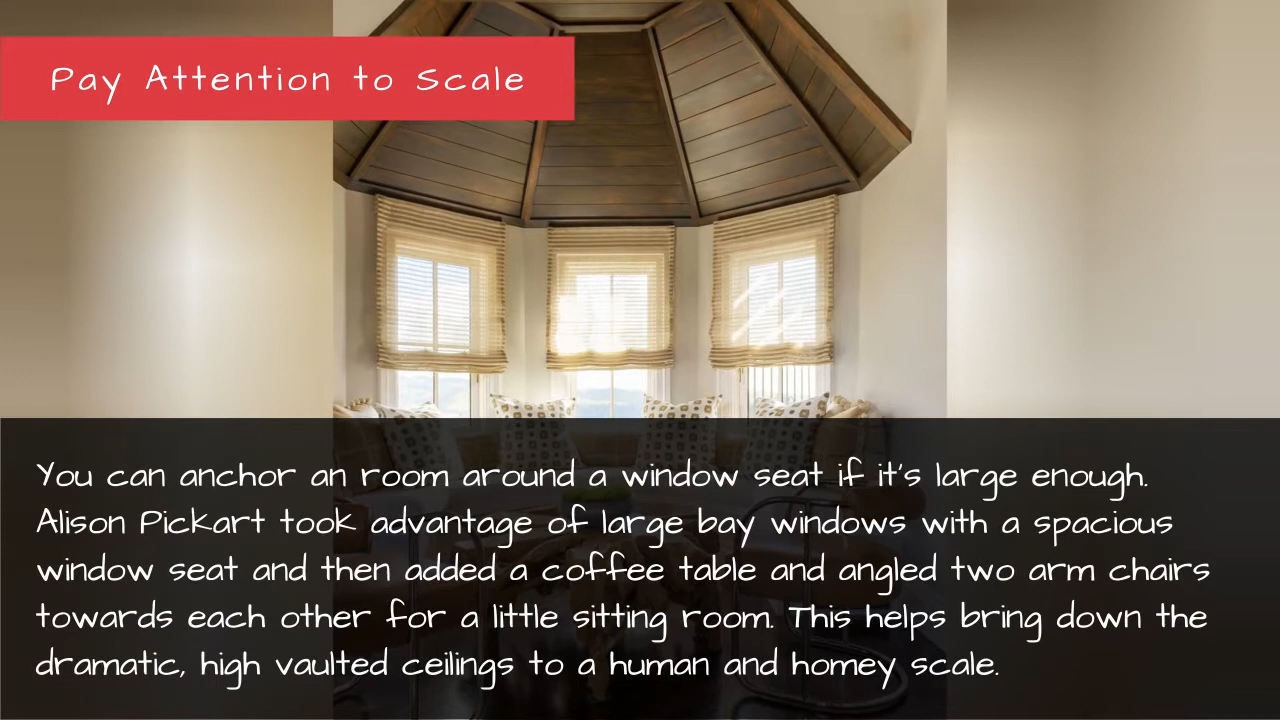 Pay Attention to Scale
You can anchor an room around a window seat if it's large enough.
Alison Pickart took advantage of large bay windows with a spacious
window seat and then added a coffee table and angled two arm chairs
towards each other for a little sitting room. This helps bring down the
dramatic, high vaulted ceilings to a human and homey scale.